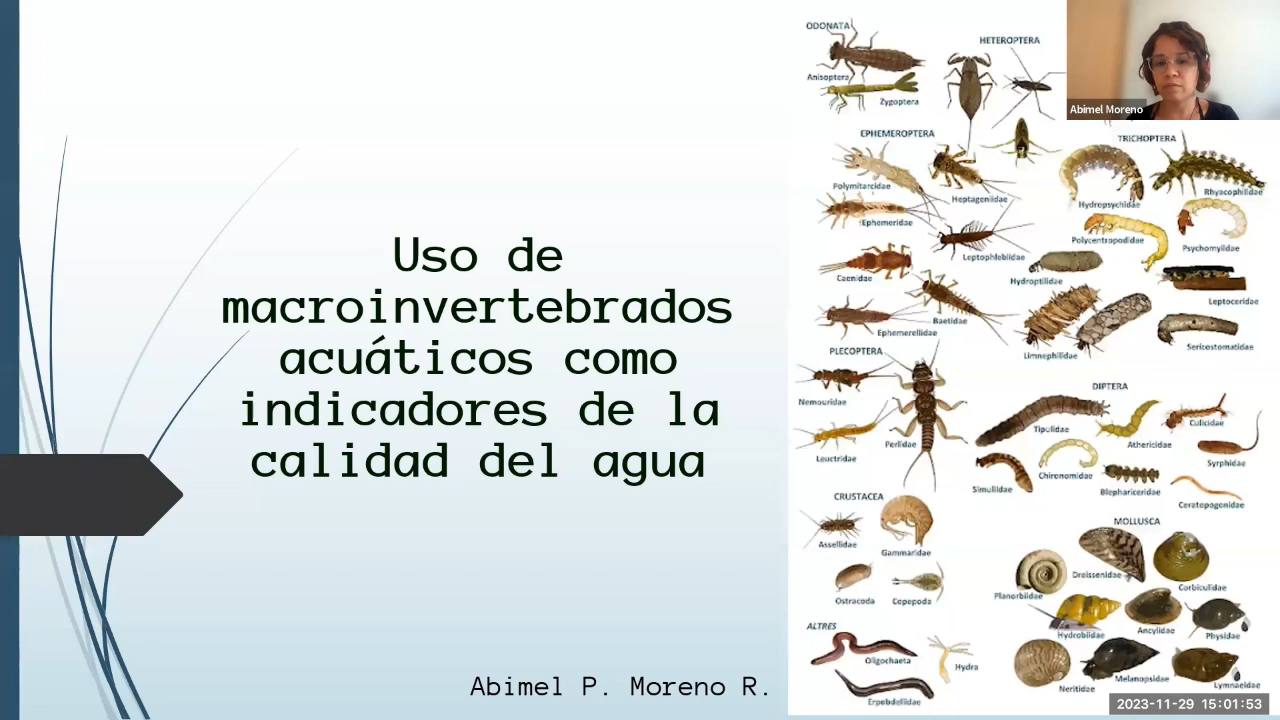 Uso de
macroinvertebrados
acuáticos como
indicadores de la
calidad del agua
Abimel P. Moreno R.
ODONATA
Anisoptera
Zygoptera
HETEROPTERA
EPHEMEROPTERA
Polymitarcidae
Heptageniidae
Ephemeridae
Leptophlebiidae
Caenidae
Baetidae
Ephemerellidae
PLECOPTERA
Nemouridae
Perlidae
Leuctridae
CRUSTACEA
Assellidae
Gammaridae
Ostracoda
Copepoda
ALTRES
Oligochaeta
Hydra
Erpobdellidae
Abimel Moreno
TRICHOPTERA
Rhyacophilidae
Hydropsychidae
Polycentropodidae
Psychomyiidae
Hydroptilidae
Leptoceridae
Limnephilidae
Sericostomatidae
DIPTERA
Tipulidae
Culicidae
Athericidae
Syrphidae
Chironomidae
Simuliidae
Blephariceridae
Ceratopogonidae
MOLLUSCA
Dreissenidae
Corbiculidae
Planorbiidae
Hydrobiidae
Ancylidae
Physidae
Neritidae
Melanopsidae
Lymnaeidae
2023-11-29 15:01:53